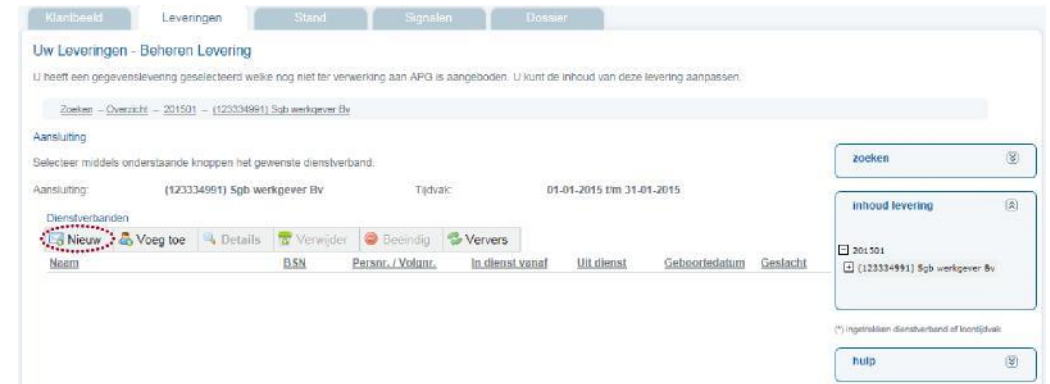 Klantbeeld Leveringen Stand Signalen Dossier
Uw Leveringen - Beheren Levering
U heeft een gegevenslevering geselecteerd welke nog niet ter verwerking aan APG is aangeboden. U kunt de inhoud van deze levering aanpassen.
Zoeken – Overzicht – 201501 – (123334991) Sgb werkgever Bv
Aansluiting
Selecteer middels onderstaande knoppen het gewenste dienstverband.
Aansluiting: (123334991) Sgb werkgever Bv Tijdvak: 01-01-2015 t/m 31-01-2015
Dienstverbanden
Nieuw Voeg toe Details Verwijder Beeindig Ververs
Naam BSN Persnr. / Volgnr. In dienst vanaf Uit dienst Geboortedatum Geslacht
zoeken
inhoud levering
201501
(123334991) Sgb werkgever Bv
(*) ingetrokken dienstverband of loontijdvak
hulp